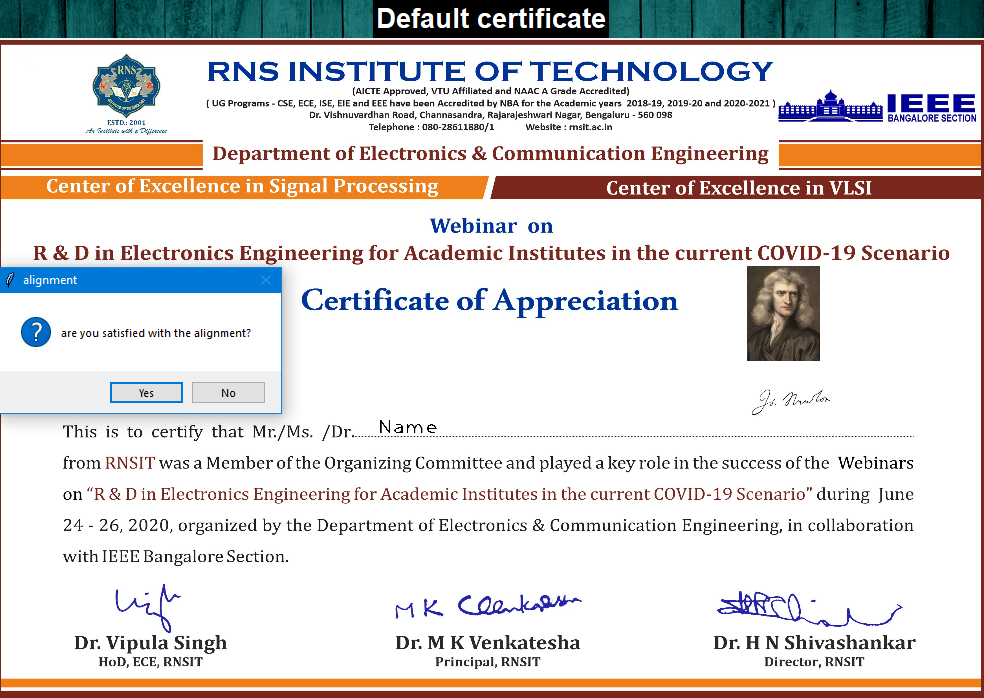 Default certificate
RNS
ESTD.: 2001
An Institute with a Difference
RNS INSTITUTE OF TECHNOLOGY
(AICTE Approved, VTU Affiliated and NAAC A Grade Accredited)
( UG Programs - CSE, ECE, ISE, EIE and EEE have been Accredited by NBA for the Academic years 2018-19, 2019-20 and 2020-2021 )
Dr. Vishnuvardhan Road, Channasandra, Rajarajeshwari Nagar, Bengaluru - 560 098
Telephone : 080-28611880/1 Website : rnsit.ac.in
IEEE
BANGALORE SECTION
Department of Electronics & Communication Engineering
Center of Excellence in Signal Processing
Center of Excellence in VLSI
Webinar on
R & D in Electronics Engineering for Academic Institutes in the current COVID-19 Scenario
alignment
are you satisfied with the alignment?
Yes No
Certificate of Appreciation
This is to certify that Mr./Ms. /Dr. Name
from RNSIT was a Member of the Organizing Committee and played a key role in the success of the Webinars
on “R & D in Electronics Engineering for Academic Institutes in the current COVID-19 Scenario” during June
24 - 26, 2020, organized by the Department of Electronics & Communication Engineering, in collaboration
with IEEE Bangalore Section.
Dr. Vipula Singh
HoD, ECE, RNSIT
Dr. M K Venkatesha
Principal, RNSIT
Dr. H N Shivashankar
Director, RNSIT